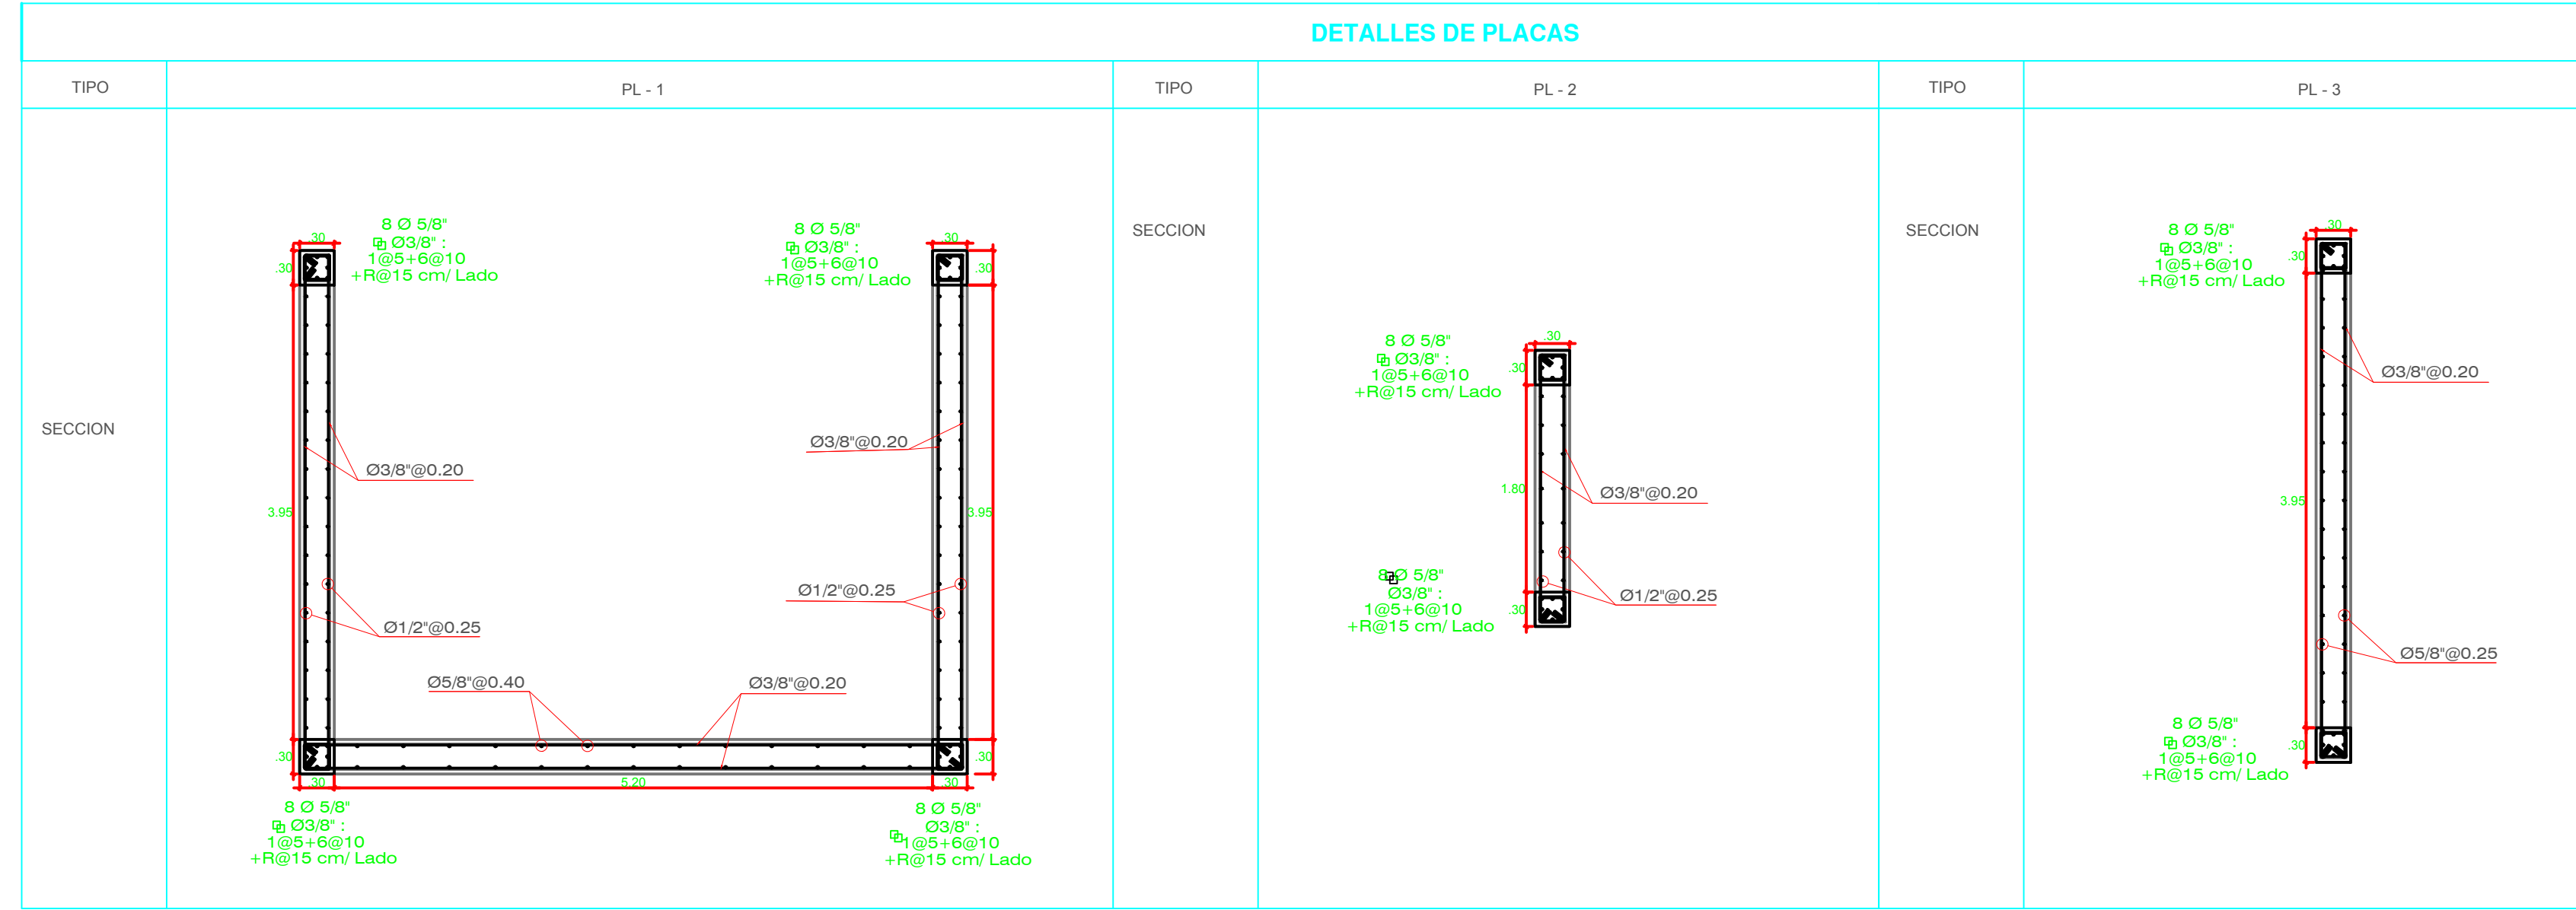 DETALLES DE PLACAS
TIPO
PL - 1
TIPO
PL - 2
TIPO
PL - 3
SECCION
8 Ø 5/8"
Ø3/8" :
1@5+6@10
+R@15 cm/ Lado
.30
.30
8 Ø 5/8"
Ø3/8" :
1@5+6@10
+R@15 cm/ Lado
.30
.30
Ø3/8"@0.20
Ø3/8"@0.20
3.95
3.95
Ø1/2"@0.25
Ø1/2"@0.25
Ø5/8"@0.40
Ø3/8"@0.20
.30
.30
.30
5.20
.30
8 Ø 5/8"
Ø3/8" :
1@5+6@10
+R@15 cm/ Lado
8 Ø 5/8"
Ø3/8" :
1@5+6@10
+R@15 cm/ Lado
SECCION
8 Ø 5/8"
Ø3/8" :
1@5+6@10
+R@15 cm/ Lado
.30
.30
1.80
Ø3/8"@0.20
8 Ø 5/8"
Ø3/8" :
1@5+6@10
+R@15 cm/ Lado
Ø1/2"@0.25
.30
SECCION
8 Ø 5/8"
Ø3/8" :
1@5+6@10
+R@15 cm/ Lado
.30
.30
Ø3/8"@0.20
3.95
Ø5/8"@0.25
8 Ø 5/8"
Ø3/8" :
1@5+6@10
+R@15 cm/ Lado
.30